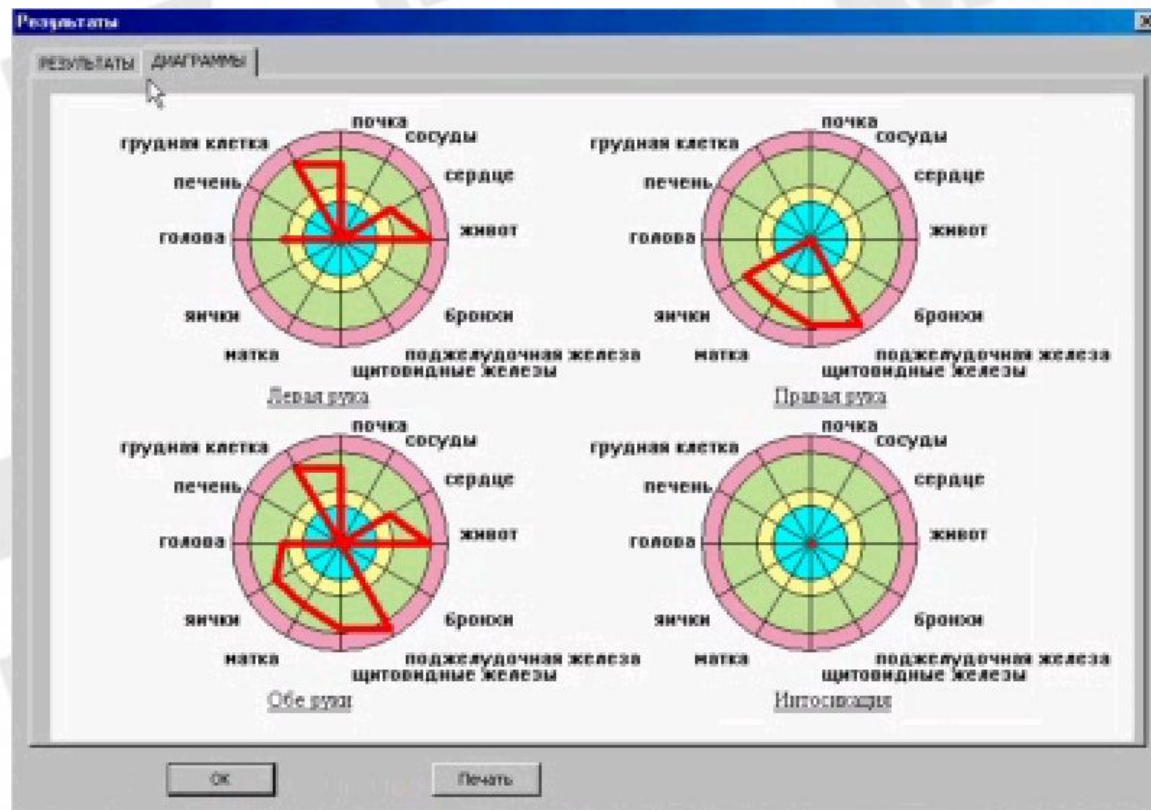 Результаты
РЕЗУЛЬТАТЫ ДИАГРАММЫ
почка
сосуды
грудная клетка
сердце
печень
живот
голова
бронхи
яички
матка
поджелудочная железа
щитовидные железы
Левая рука
почка
сосуды
грудная клетка
сердце
печень
живот
голова
бронхи
яички
матка
поджелудочная железа
щитовидные железы
Правая рука
почка
сосуды
грудная клетка
сердце
печень
живот
голова
бронхи
яички
матка
поджелудочная железа
щитовидные железы
Обе руки
почка
сосуды
грудная клетка
сердце
печень
живот
голова
бронхи
яички
матка
поджелудочная железа
щитовидные железы
Интосикация
OK Печать